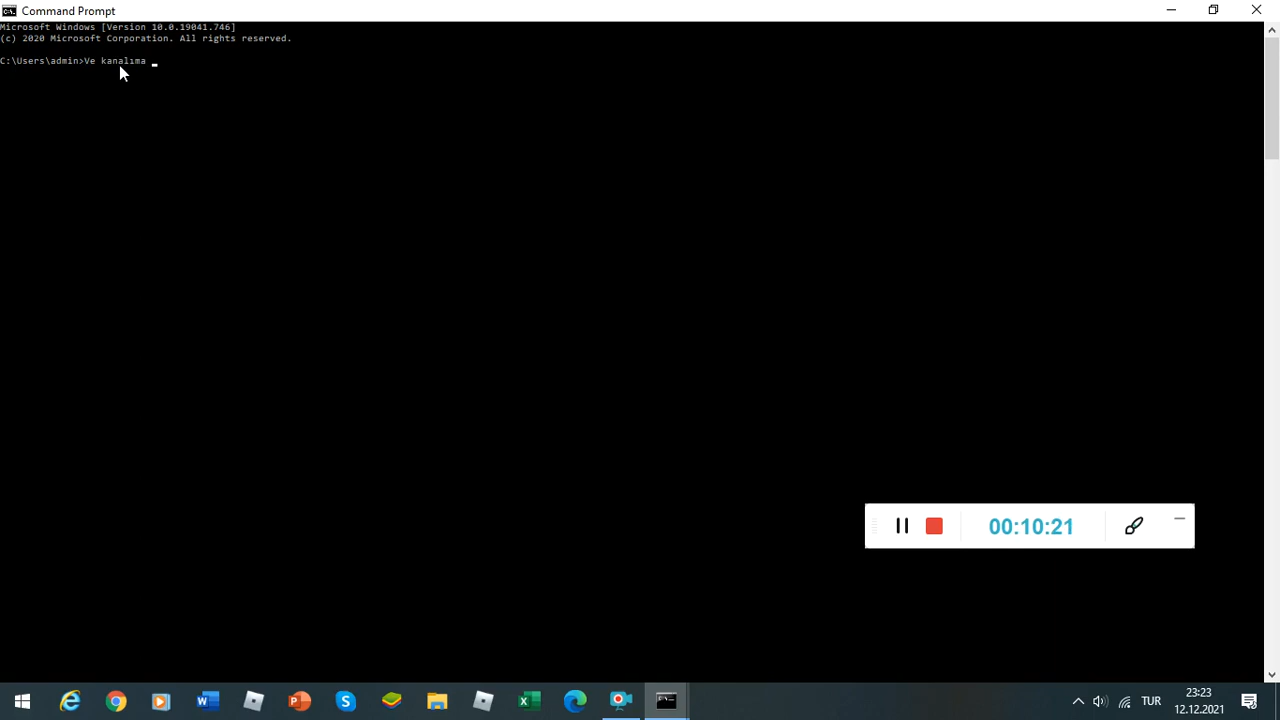 Command Prompt
Microsoft Windows [Version 10.0.19041.746]
(c) 2020 Microsoft Corporation. All rights reserved.
C:\Users\admin>Ve kanalıma
00:10:21
TUR
23:23
12.12.2021